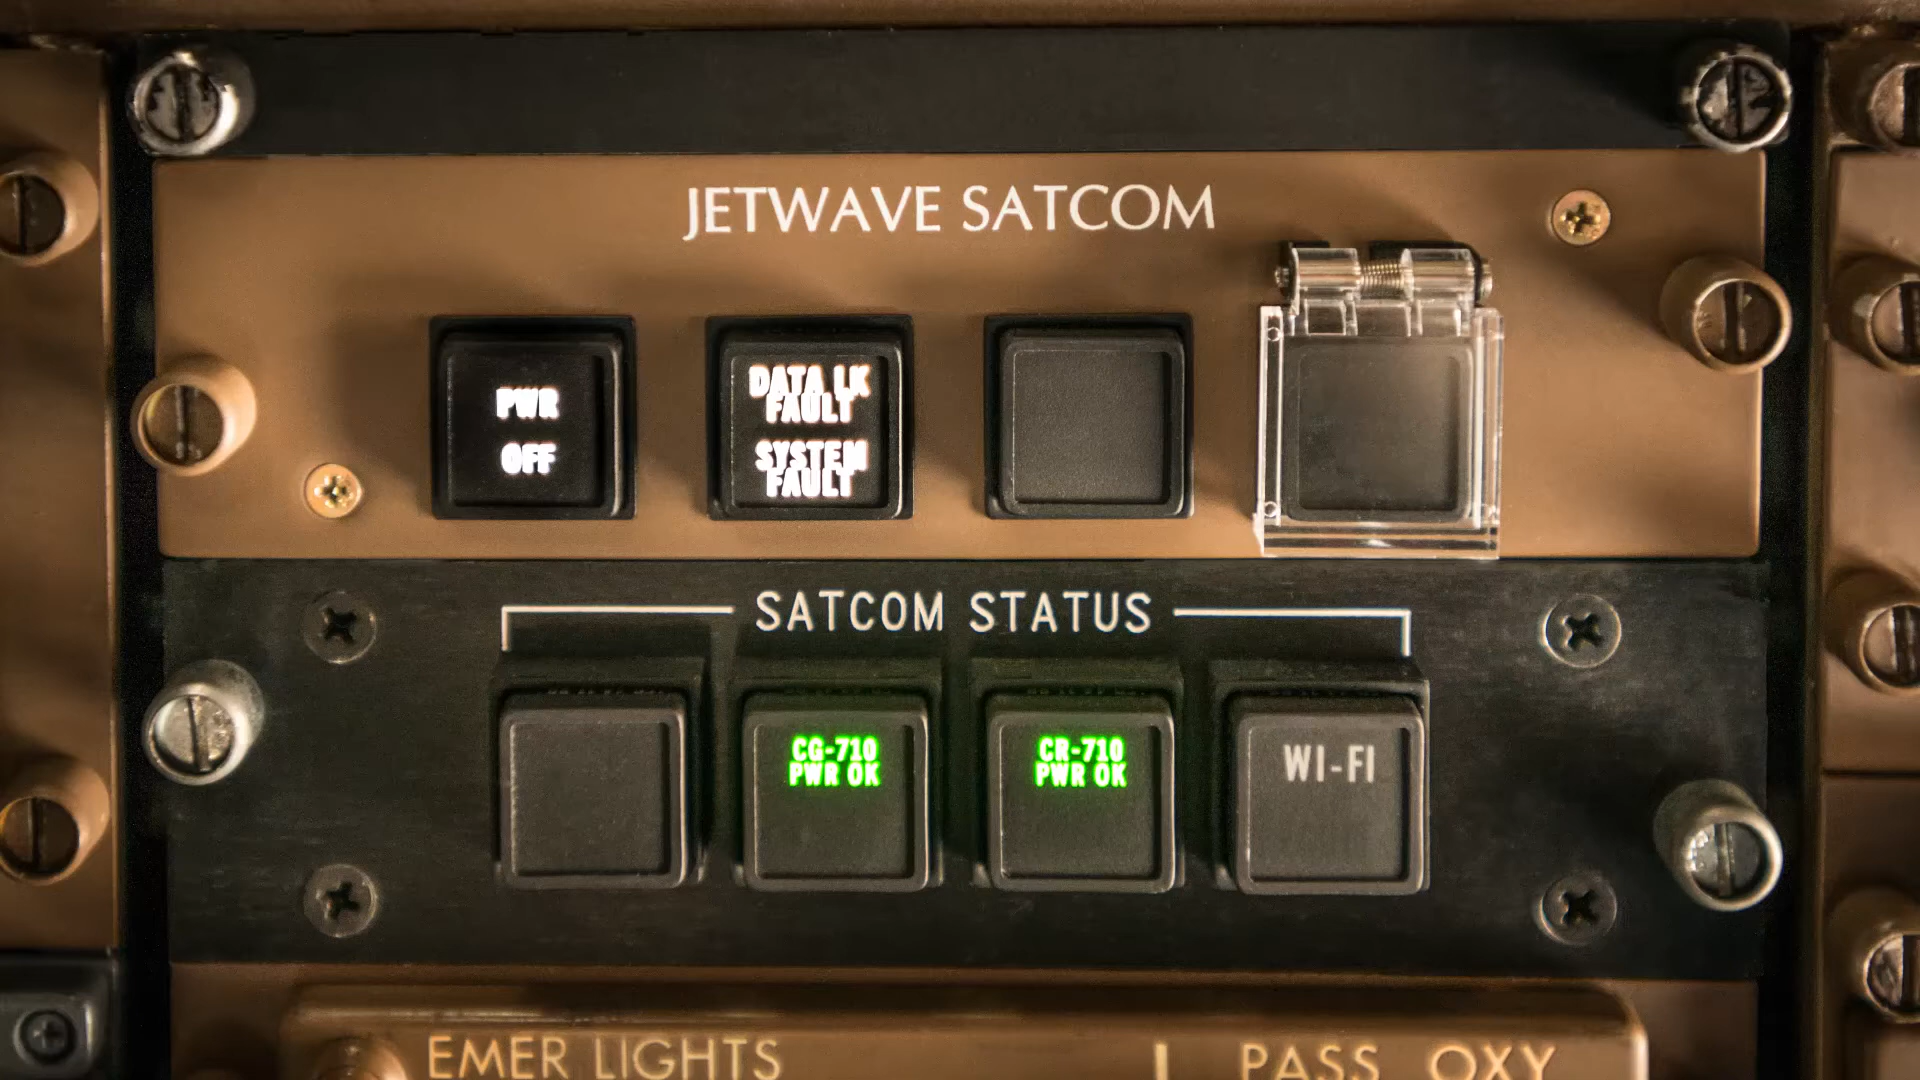 JETWAVE SATCOM
PWR
OFF
DATA LK
FAULT
SYSTEM
FAULT
SATCOM STATUS
CG-710
PWR OK
CR-710
PWR OK
WI-FI
EMER LIGHTS
PASS OXY